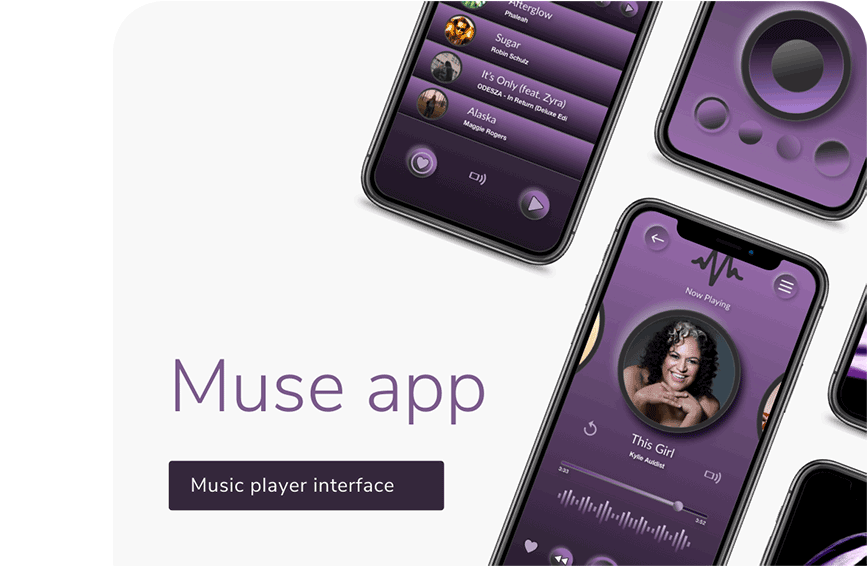 Afterglow
Phaleah
Sugar
Robin Schulz
It's Only (feat. Zyra)
ODESZA - In Return (Deluxe Edi
Alaska
Maggie Rogers
Now Playing
This Girl
Kylie Auldist
3:33
3:52
Muse app
Music player interface